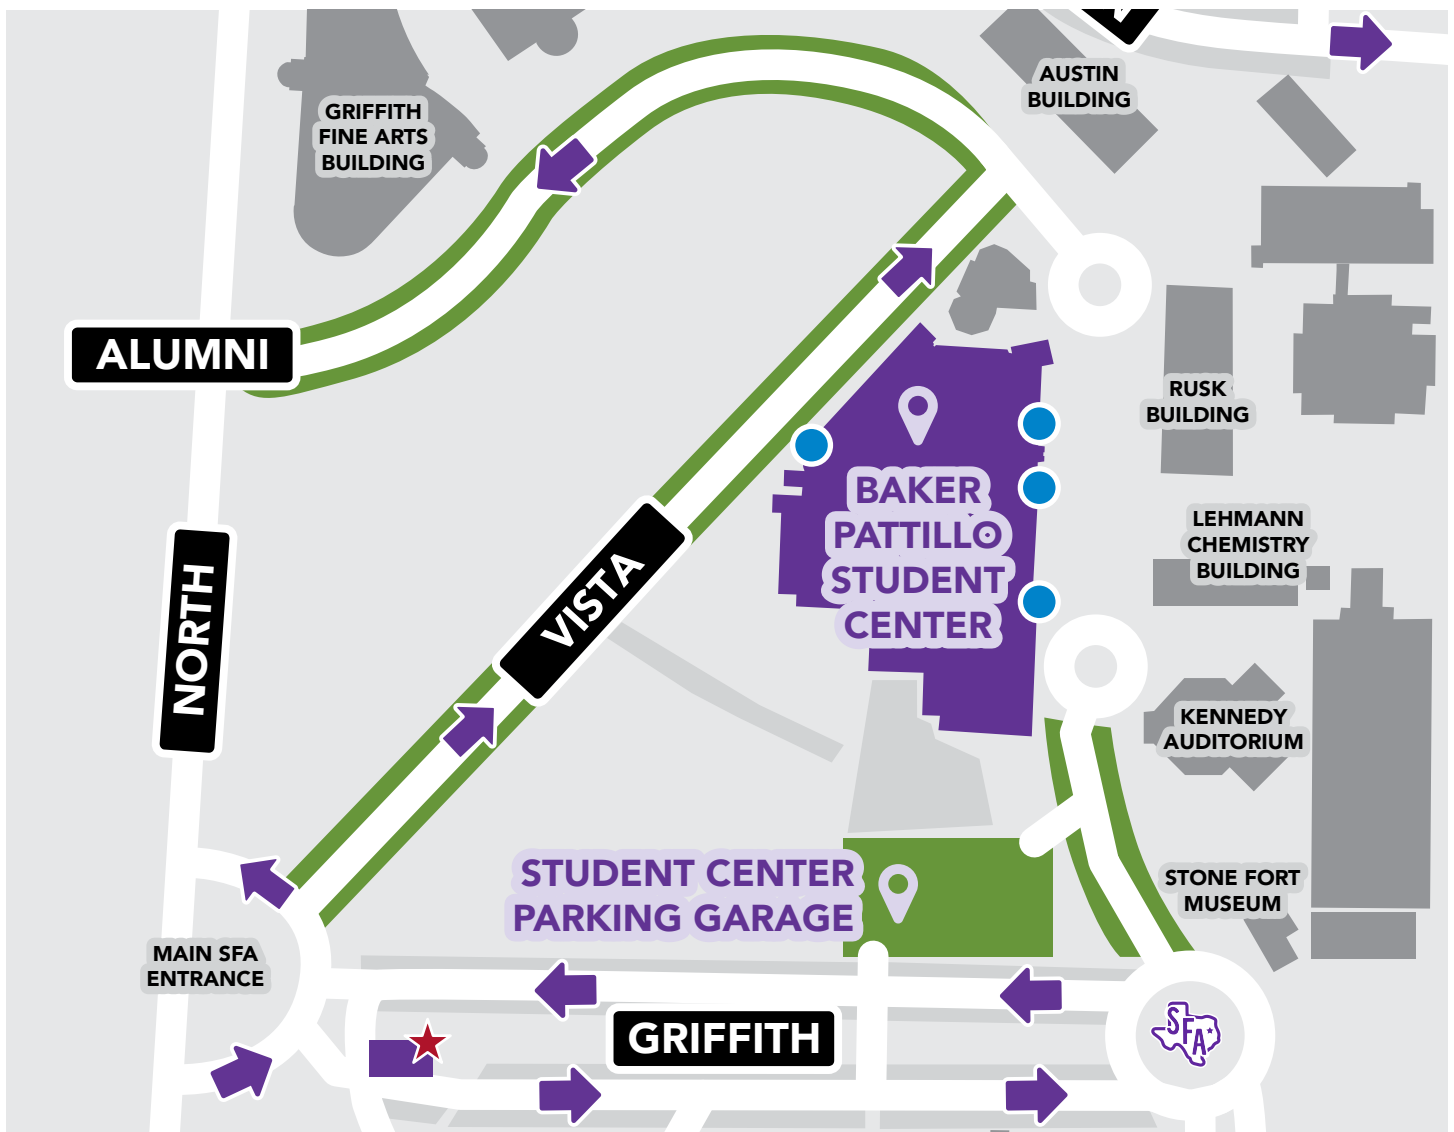 AUSTIN
BUILDING
GRIFFITH
FINE ARTS
BUILDING
ALUMNI
RUSK
BUILDING
BAKER
PATTILLO
STUDENT
CENTER
LEHMANN
CHEMISTRY
BUILDING
NORTH
VISTA
KENNEDY
AUDITORIUM
STUDENT CENTER
PARKING GARAGE
STONE FORT
MUSEUM
MAIN SFA
ENTRANCE
GRIFFITH
SFA